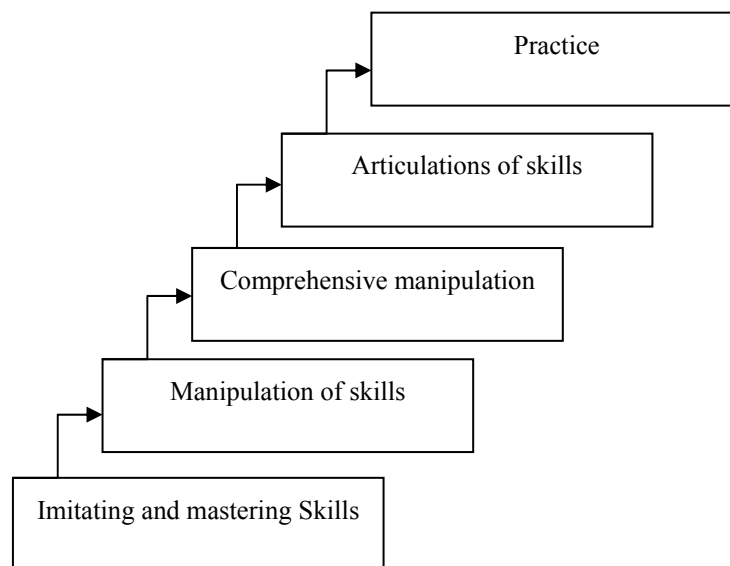 Practice
Articulations of skills
Comprehensive manipulation
Manipulation of skills
Imitating and mastering Skills